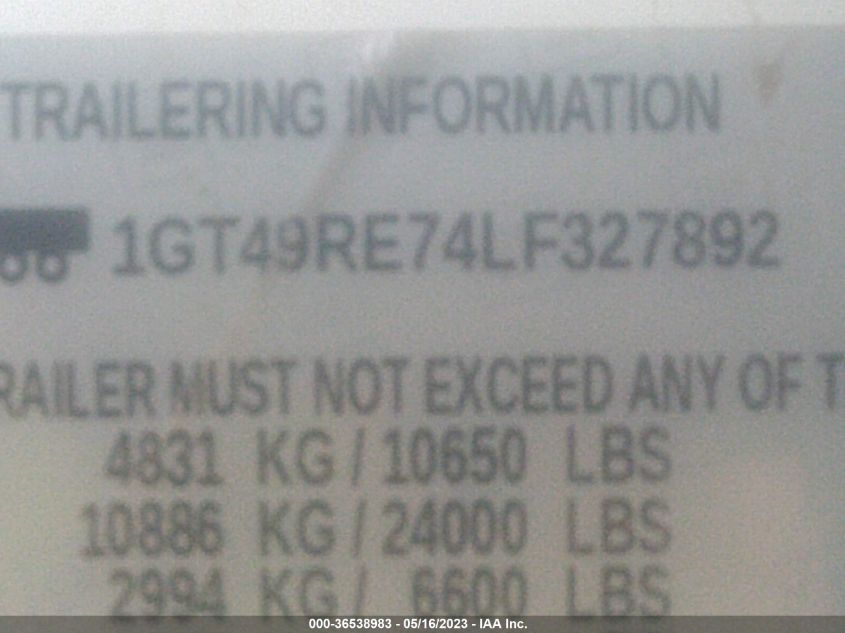 TRAILERING INFORMATION
1GT49RE74LF327892
RAILER MUST NOT EXCEED ANY OF T
4831 KG / 10650 LBS
10886 KG / 24000 LBS
2994 KG / 6600 LBS
000-36538983 - 05/16/2023 - IAA Inc.